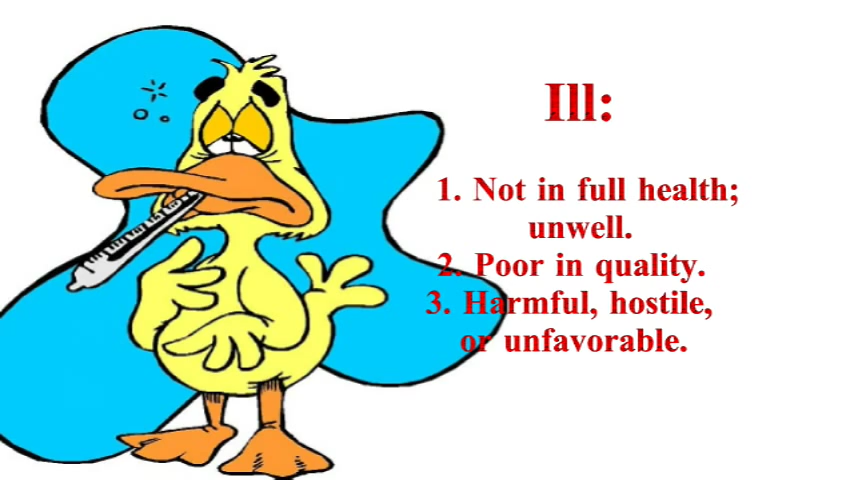 Ill:
1. Not in full health;
unwell.
2. Poor in quality.
3. Harmful, hostile,
or unfavorable.